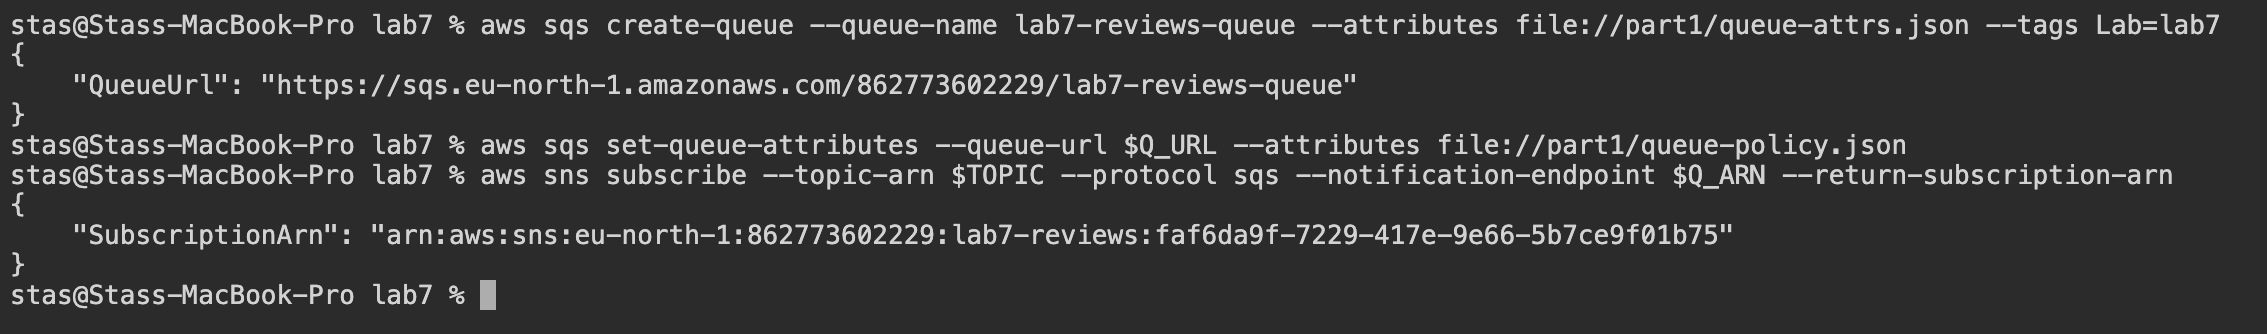 stas@Stass-MacBook-Pro lab7 % aws sqs create-queue --queue-name lab7-reviews-queue --attributes file://part1/queue-attrs.json --tags Lab=lab7
{
    "QueueUrl": "https://sqs.eu-north-1.amazonaws.com/862773602229/lab7-reviews-queue"
}
stas@Stass-MacBook-Pro lab7 % aws sqs set-queue-attributes --queue-url $Q_URL --attributes file://part1/queue-policy.json
stas@Stass-MacBook-Pro lab7 % aws sns subscribe --topic-arn $TOPIC --protocol sqs --notification-endpoint $Q_ARN --return-subscription-arn
{
    "SubscriptionArn": "arn:aws:sns:eu-north-1:862773602229:lab7-reviews:faf6da9f-7229-417e-9e66-5b7ce9f01b75"
}
stas@Stass-MacBook-Pro lab7 %